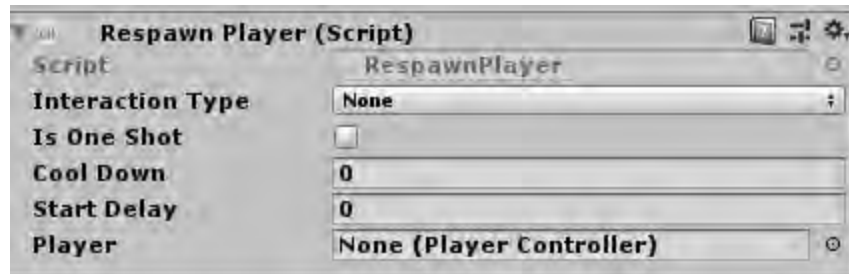 Respawn Player (Script)
Script RespawnPlayer
Interaction Type None
Is One Shot
Cool Down 0
Start Delay 0
Player None (Player Controller)